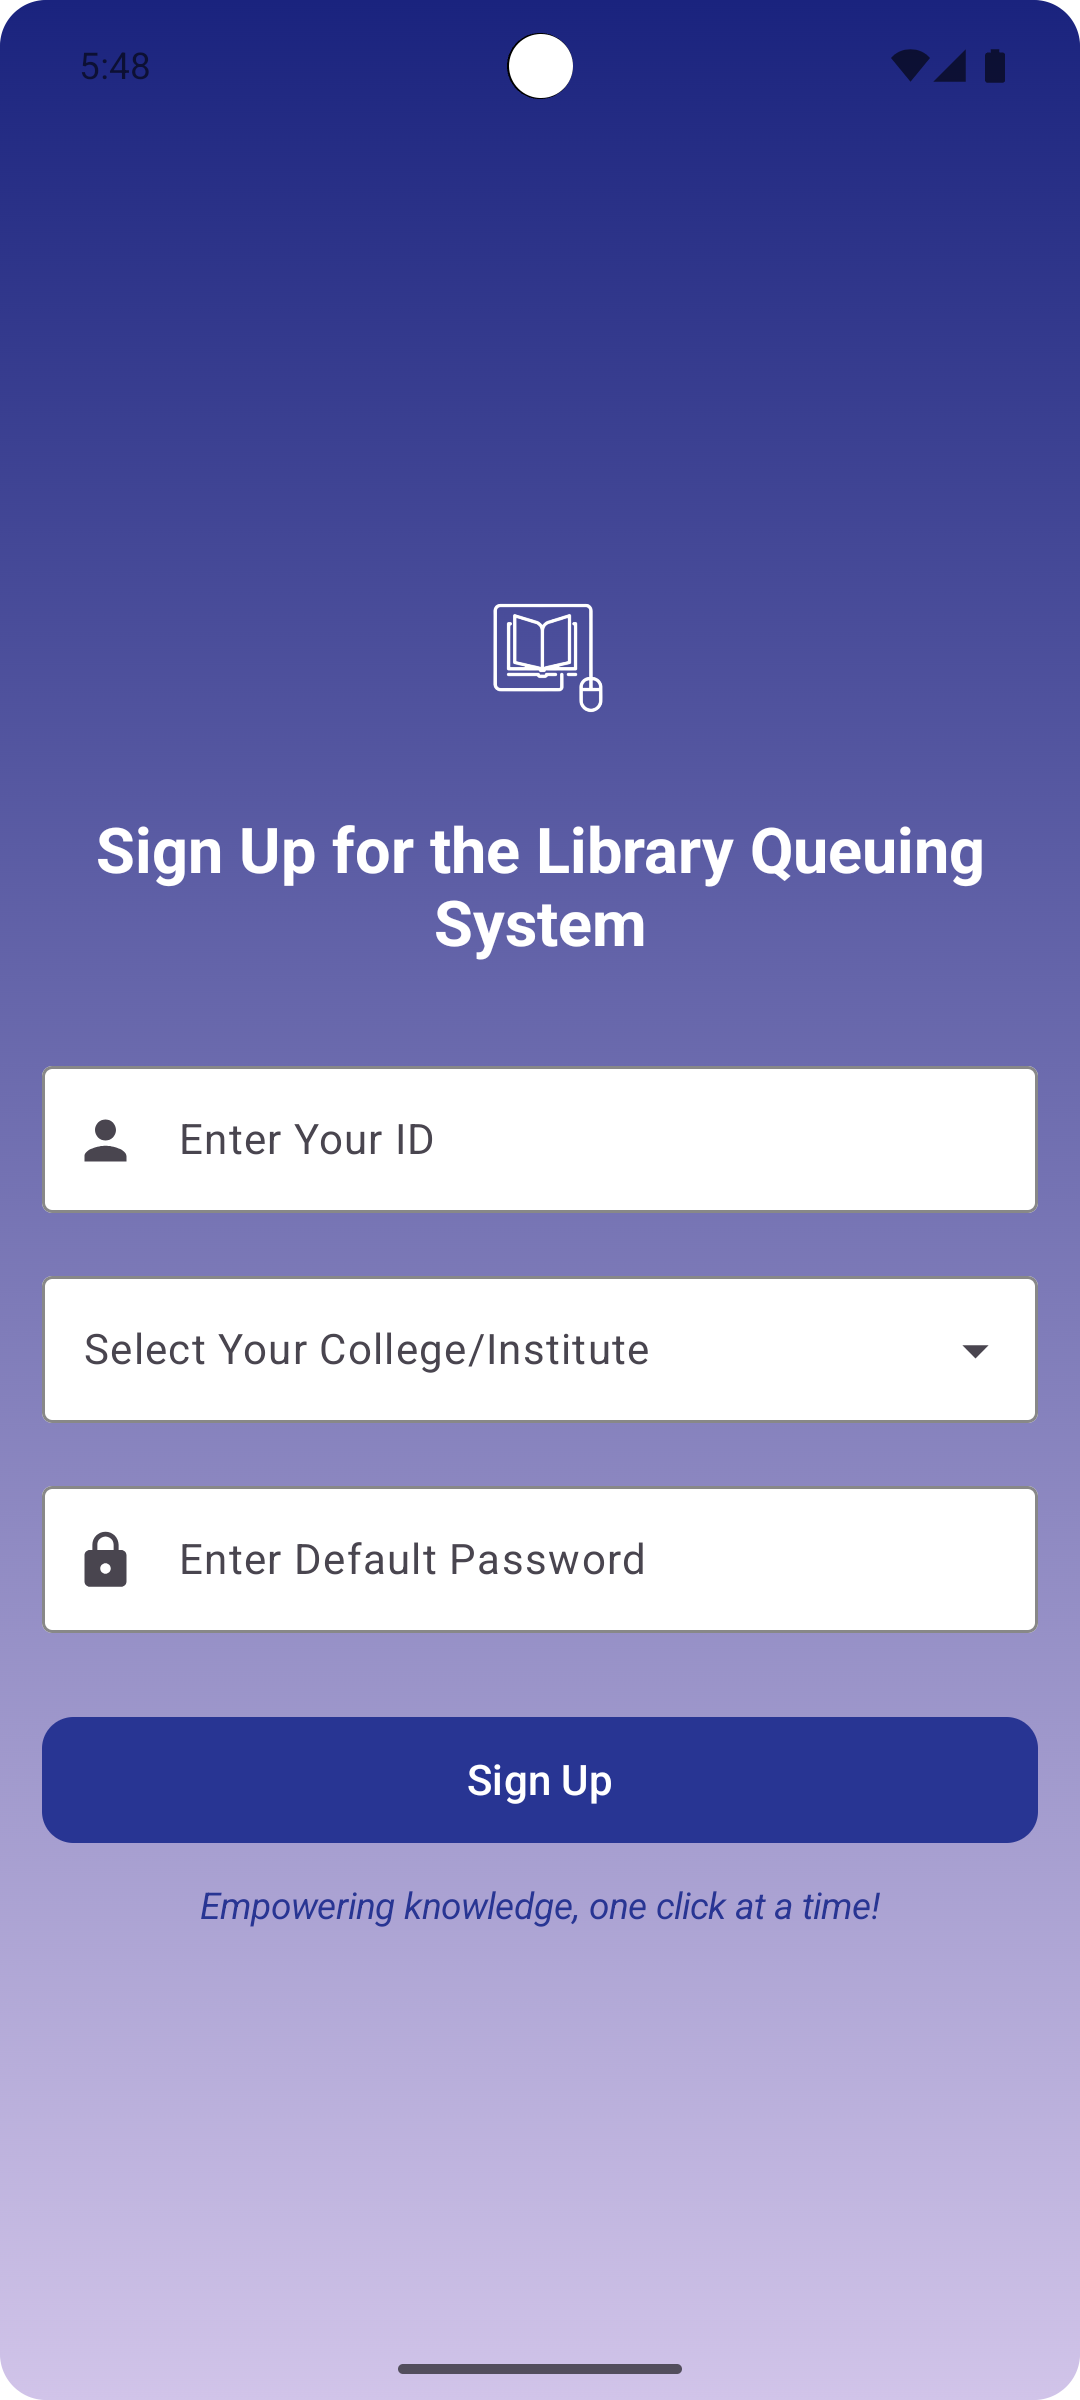 5:48
Sign Up for the Library Queuing
System
Enter Your ID
Select Your College/Institute
Enter Default Password
Sign Up
Empowering knowledge, one click at a time!